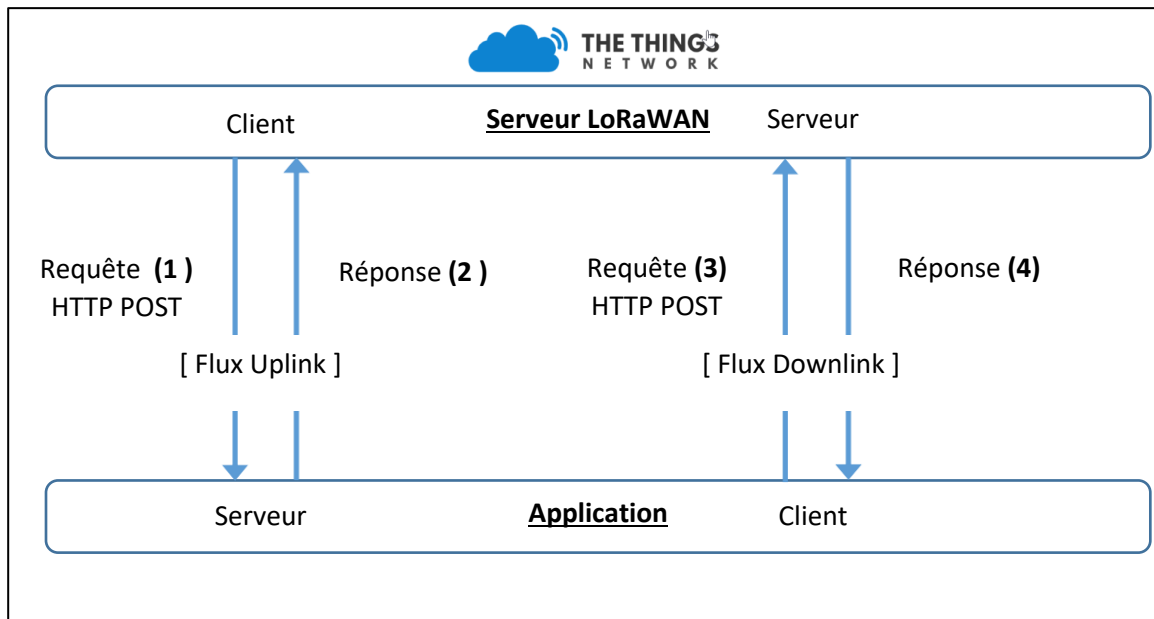 THE THINGS
NETWORK
Client
Serveur LoRaWAN
Serveur
Requête (1 )
HTTP POST
Réponse (2 )
Requête (3)
HTTP POST
Réponse (4)
[ Flux Uplink ]
[ Flux Downlink ]
Serveur
Application
Client